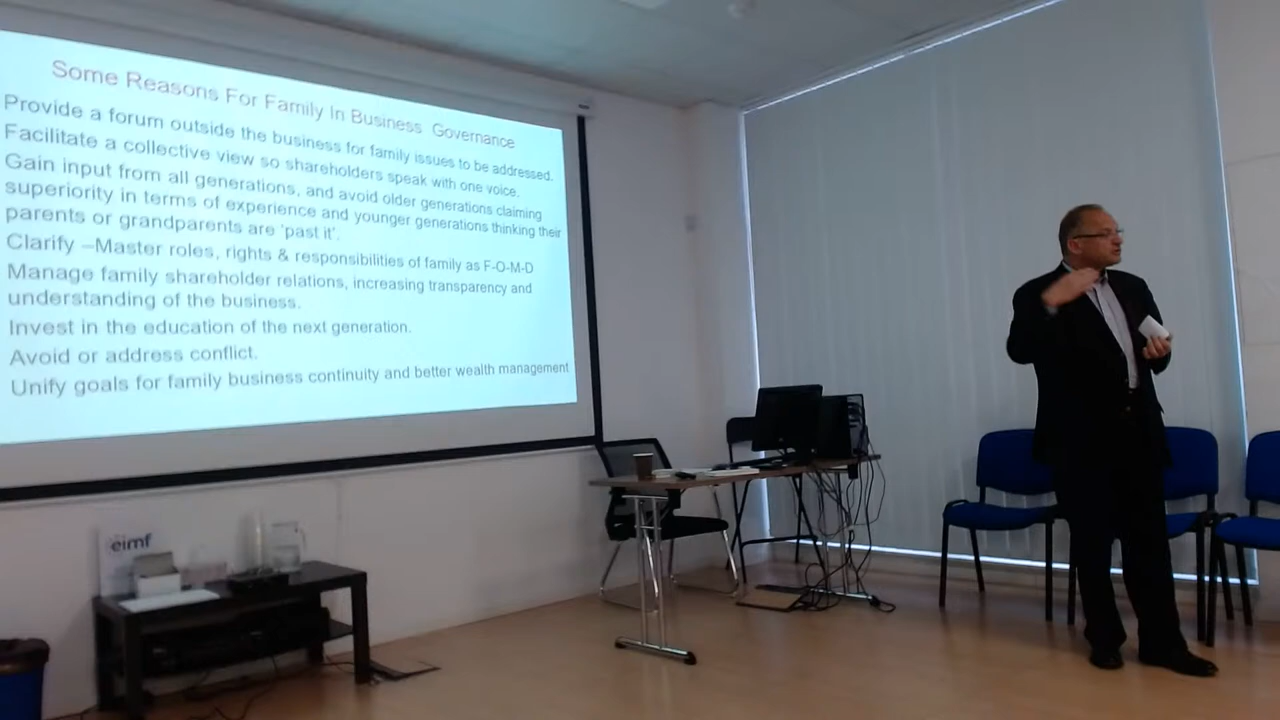 Some Reasons For Family In Business Governance
Provide a forum outside the business for family issues to be addressed.
Facilitate a collective view so shareholders speak with one voice.
Gain input from all generations, and avoid older generations claiming
superiority in terms of experience and younger generations thinking their
parents or grandparents are 'past it'.
Clarify –Master roles, rights & responsibilities of family as F-O-M-D
Manage family shareholder relations, increasing transparency and
understanding of the business.
Invest in the education of the next generation.
Avoid or address conflict.
Unify goals for family business continuity and better wealth management
eimf